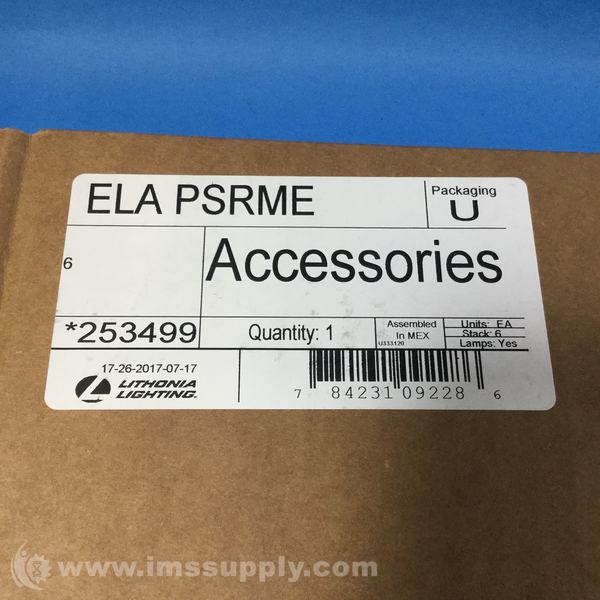 ELA PSRME
Packaging
U
6
Accessories
*253499
Quantity: 1
Assembled
In MEX
U333120
Units: EA
Stack: 6
Lamps: Yes
17-26-2017-07-17
LITHONIA
LIGHTING.
7 84231 09228 6
www.imssupply.com